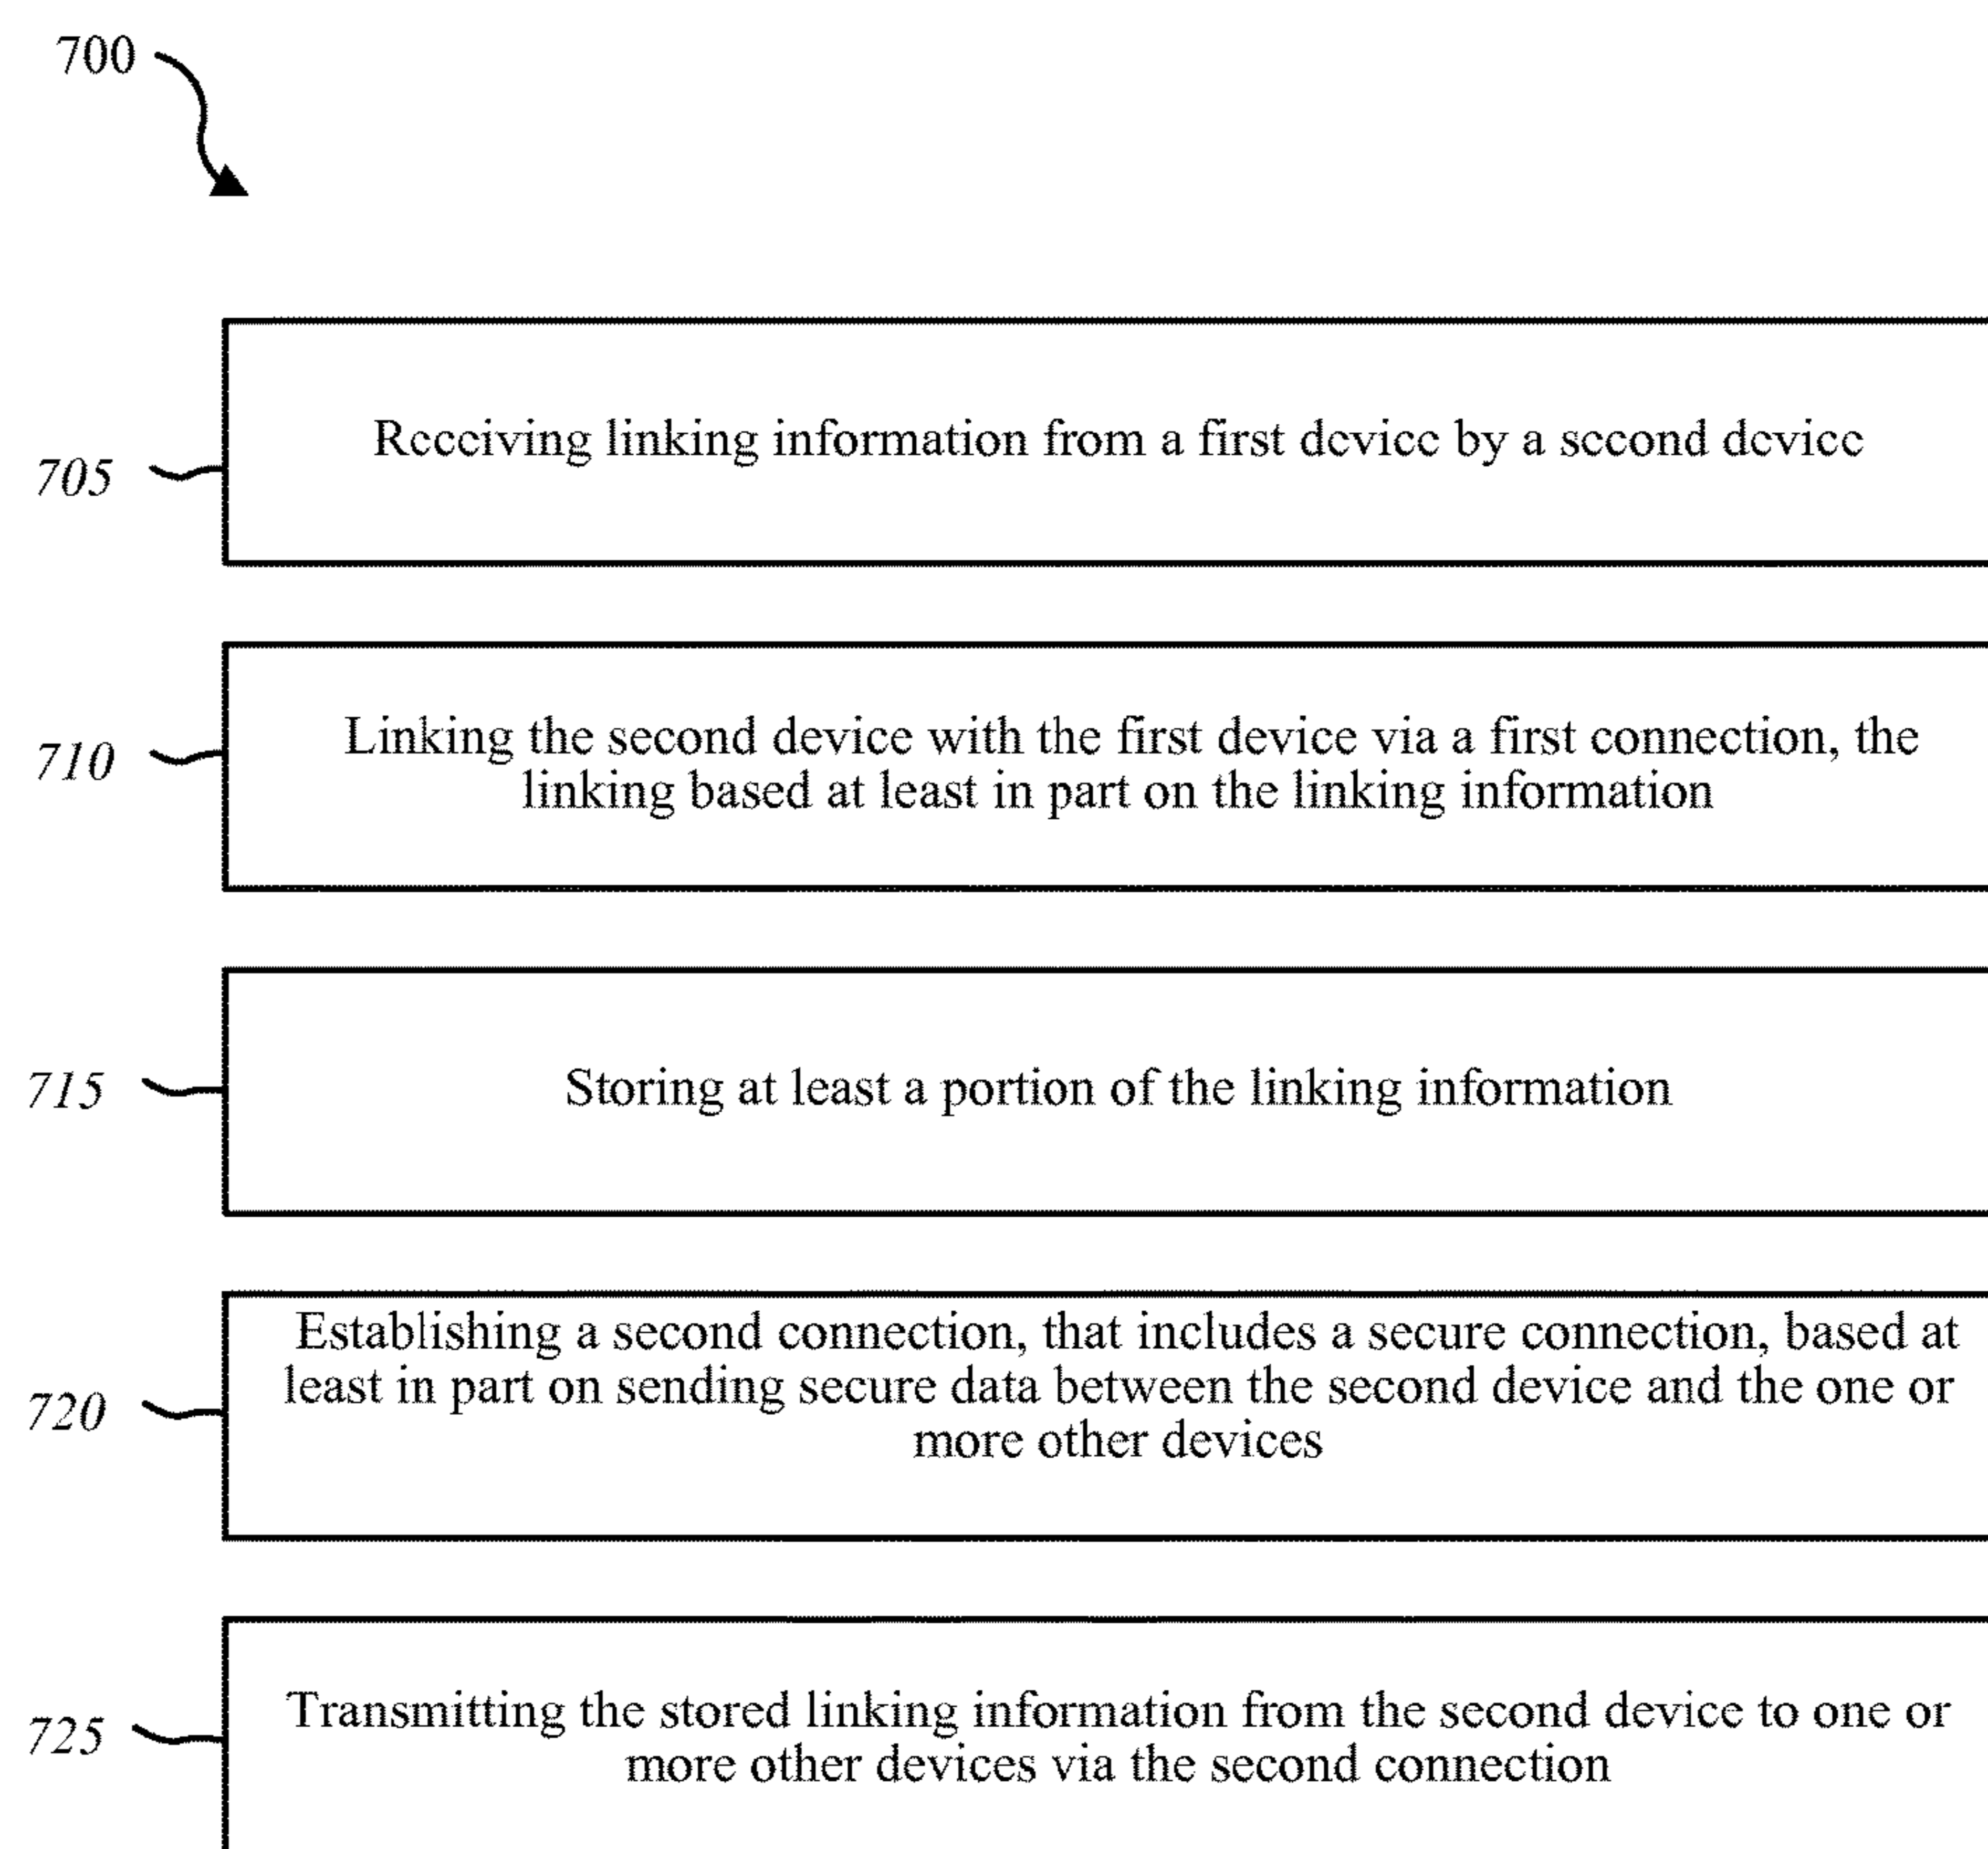 700
705
Receiving linking information from a first device by a second device
710
Linking the second device with the first device via a first connection, the
linking based at least in part on the linking information
715
Storing at least a portion of the linking information
720
Establishing a second connection, that includes a secure connection, based at
least in part on sending secure data between the second device and the one or
more other devices
725
Transmitting the stored linking information from the second device to one or
more other devices via the second connection